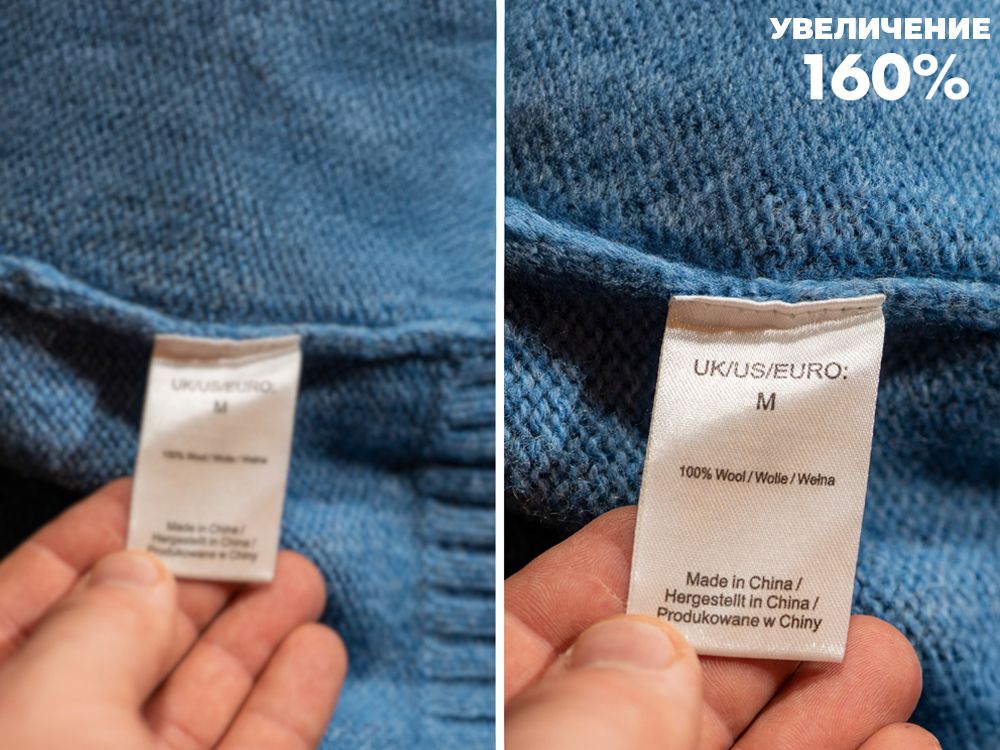 UK/US/EURO:
M
100% Wool / Wolle / Wełna
Made in China /
Hergestellt in China /
Produkowane w Chiny
УВЕЛИЧЕНИЕ
160%
UK/US/EURO:
M
100% Wool / Wolle / Wełna
Made in China /
Hergestellt in China /
Produkowane w Chiny